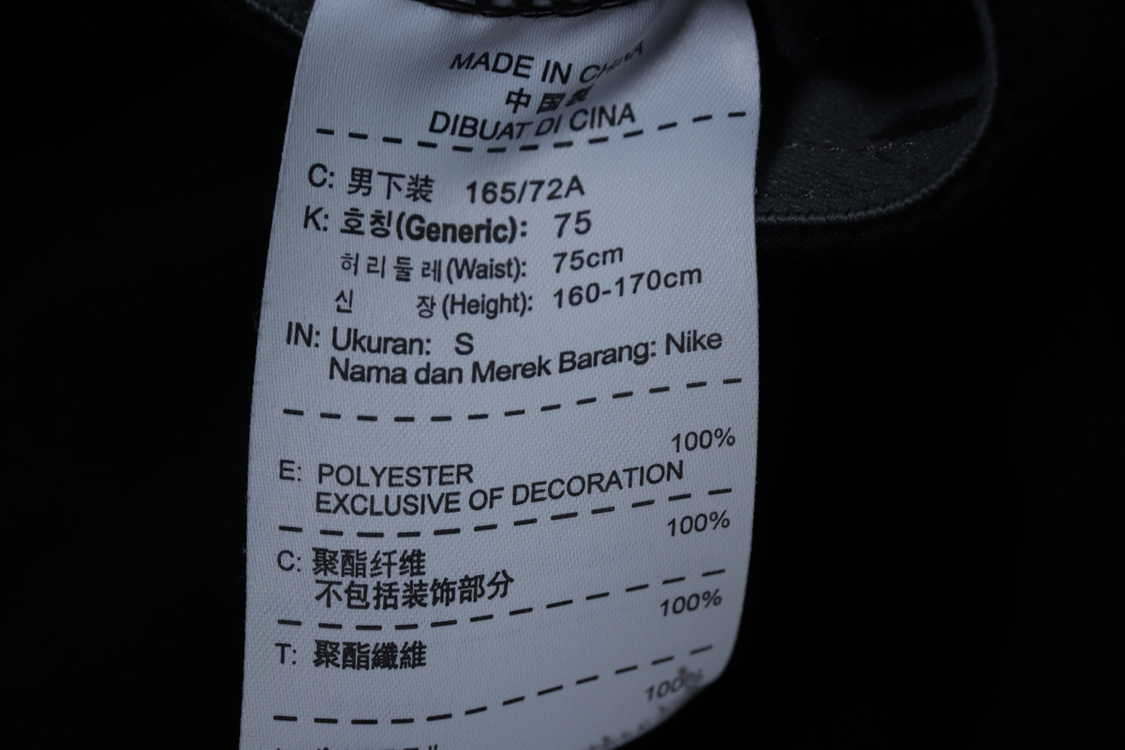 MADE IN CHINA
中国製
DIBUAT DI CINA
C: 男下装 165/72A
K: 호칭(Generic): 75
허리둘레(Waist): 75cm
신 장(Height): 160-170cm
IN: Ukuran: S
Nama dan Merek Barang: Nike
100%
E: POLYESTER
EXCLUSIVE OF DECORATION
100%
C: 聚酯纤维
不包括装饰部分
100%
T: 聚酯纖維
100%